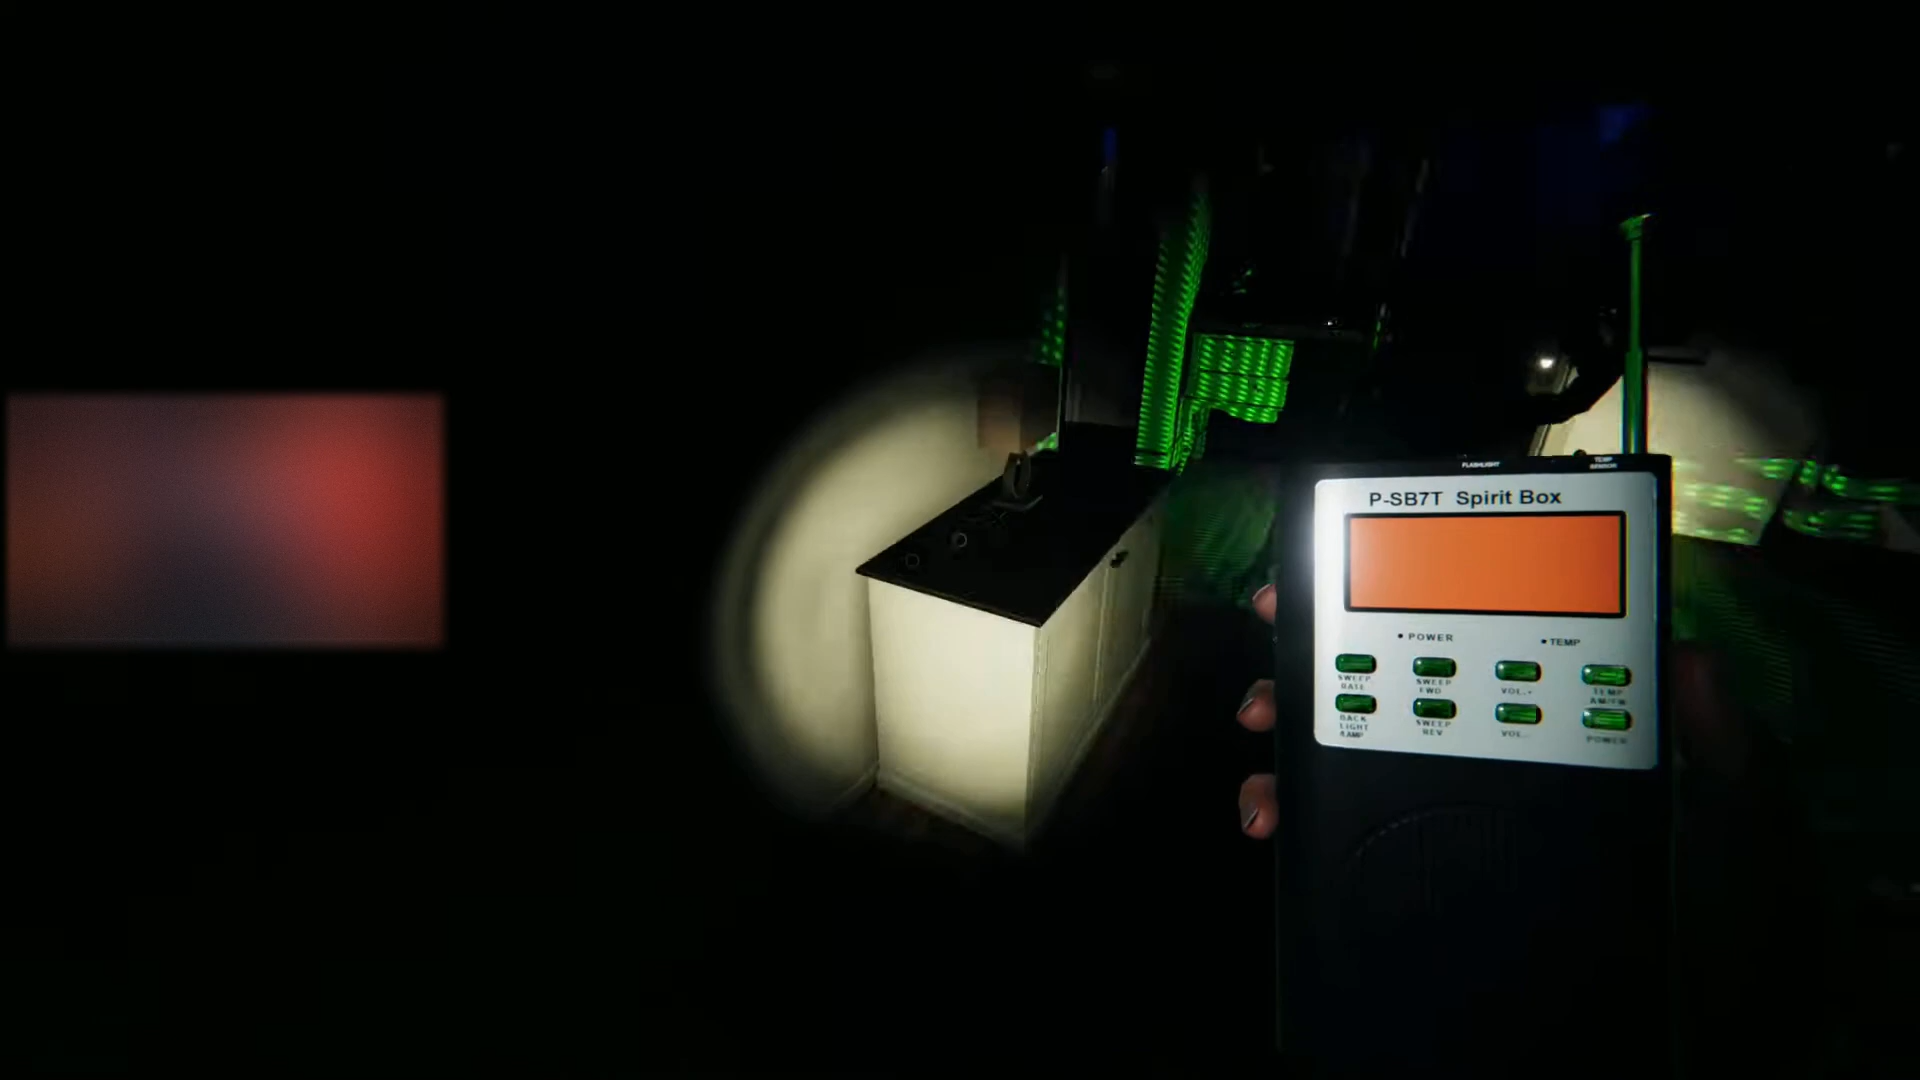 FLASHLIGHT
TEMP
SENSOR
P-SB7T Spirit Box
• POWER
• TEMP
SWEEP
RATE
SWEEP
FWD
VOL.+
TEMP
AM/FM
BACK
LIGHT
SWEEP
REV
VOL.-
POWER